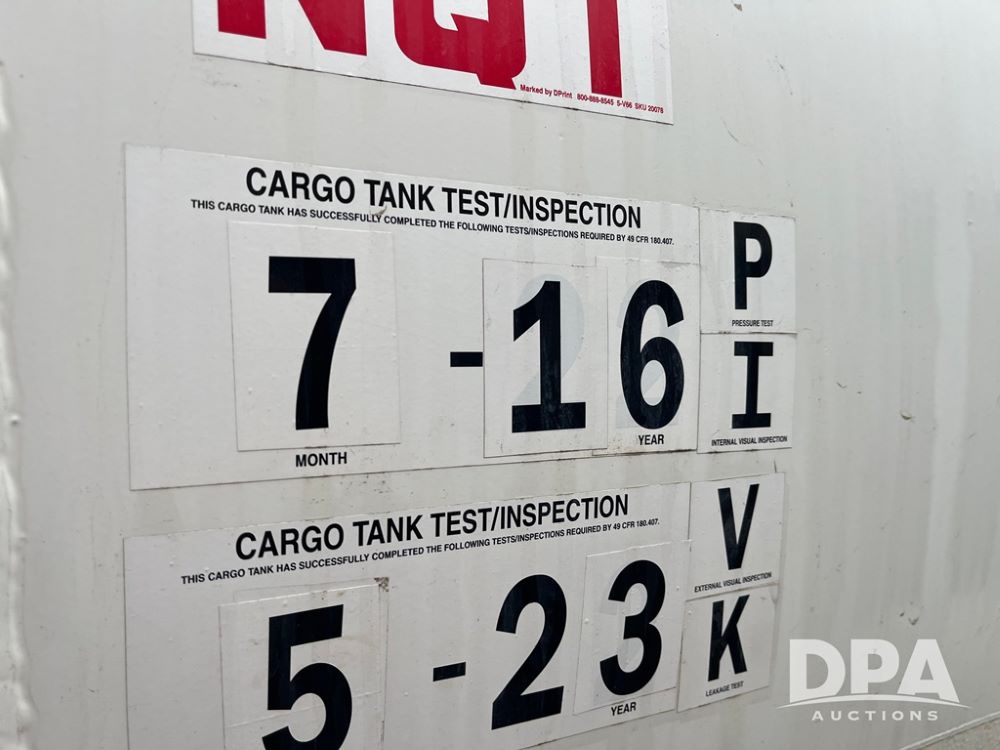 NQT
Marked by DPrint 800-888-8545 5-V66 SKU 20078
CARGO TANK TEST/INSPECTION
THIS CARGO TANK HAS SUCCESSFULLY COMPLETED THE FOLLOWING TESTS/INSPECTIONS REQUIRED BY 49 CFR 180.407.
7 - 16
MONTH
YEAR
P
PRESSURE TEST
I
INTERNAL VISUAL INSPECTION
CARGO TANK TEST/INSPECTION
THIS CARGO TANK HAS SUCCESSFULLY COMPLETED THE FOLLOWING TESTS/INSPECTIONS REQUIRED BY 49 CFR 180.407.
5 - 23
YEAR
V
EXTERNAL VISUAL INSPECTION
K
LEAKAGE TEST
DPA
AUCTIONS